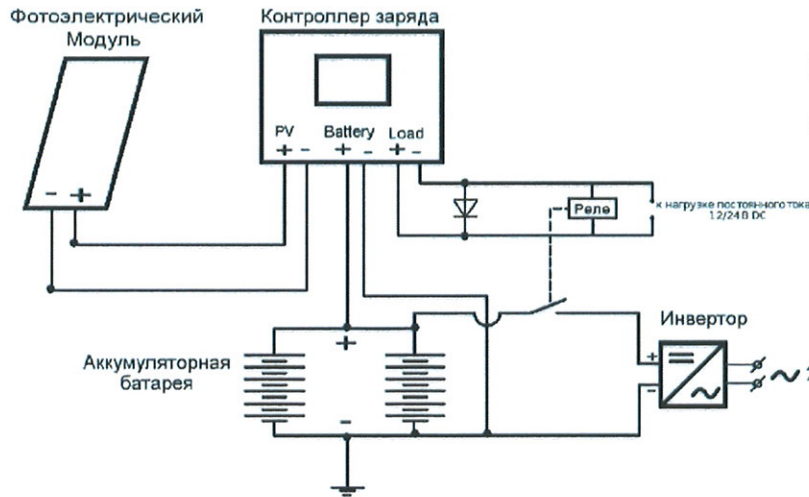 Фотоэлектрический
Модуль
Контроллер заряда
PV Battery Load
+ - + - + -
- +
Реле
к нагрузке постоянного тока
12/24 В DC
Инвертор
+
-
~
~
Аккумуляторная
батарея
+
-